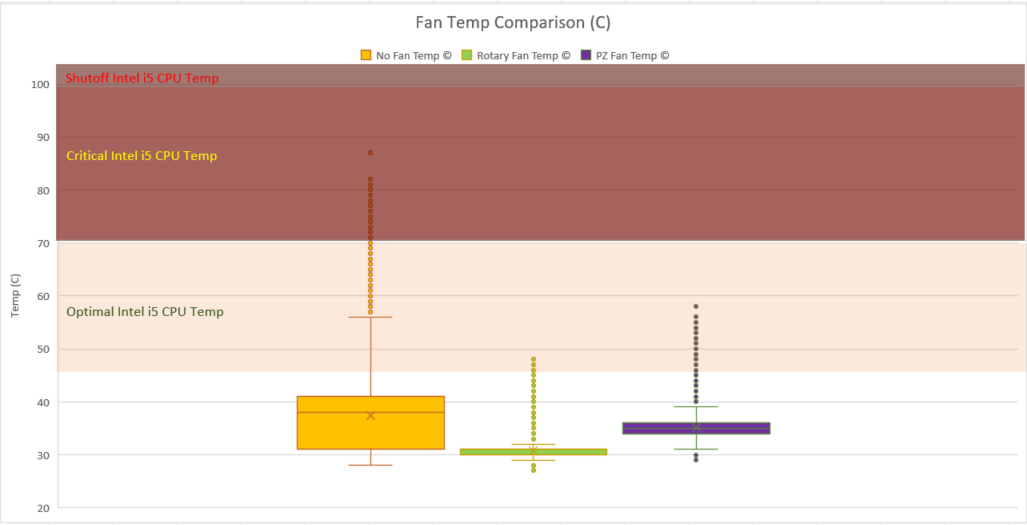 Fan Temp Comparison (C)
No Fan Temp © Rotary Fan Temp © PZ Fan Temp ©
Shutoff Intel i5 CPU Temp
100
90
Critical Intel i5 CPU Temp
80
70
Temp (C)
60
Optimal Intel i5 CPU Temp
50
40
30
20